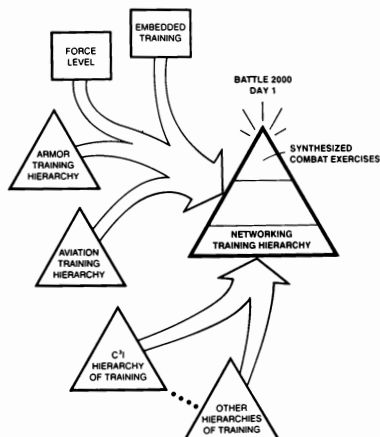 FORCE
LEVEL
EMBEDDED
TRAINING
BATTLE 2000
DAY 1
SYNTHESIZED
COMBAT EXERCISES
ARMOR
TRAINING
HIERARCHY
NETWORKING
TRAINING HIERARCHY
AVIATION
TRAINING
HIERARCHY
C³I
HIERARCHY
OF TRAINING
OTHER
HIERARCHIES
OF TRAINING